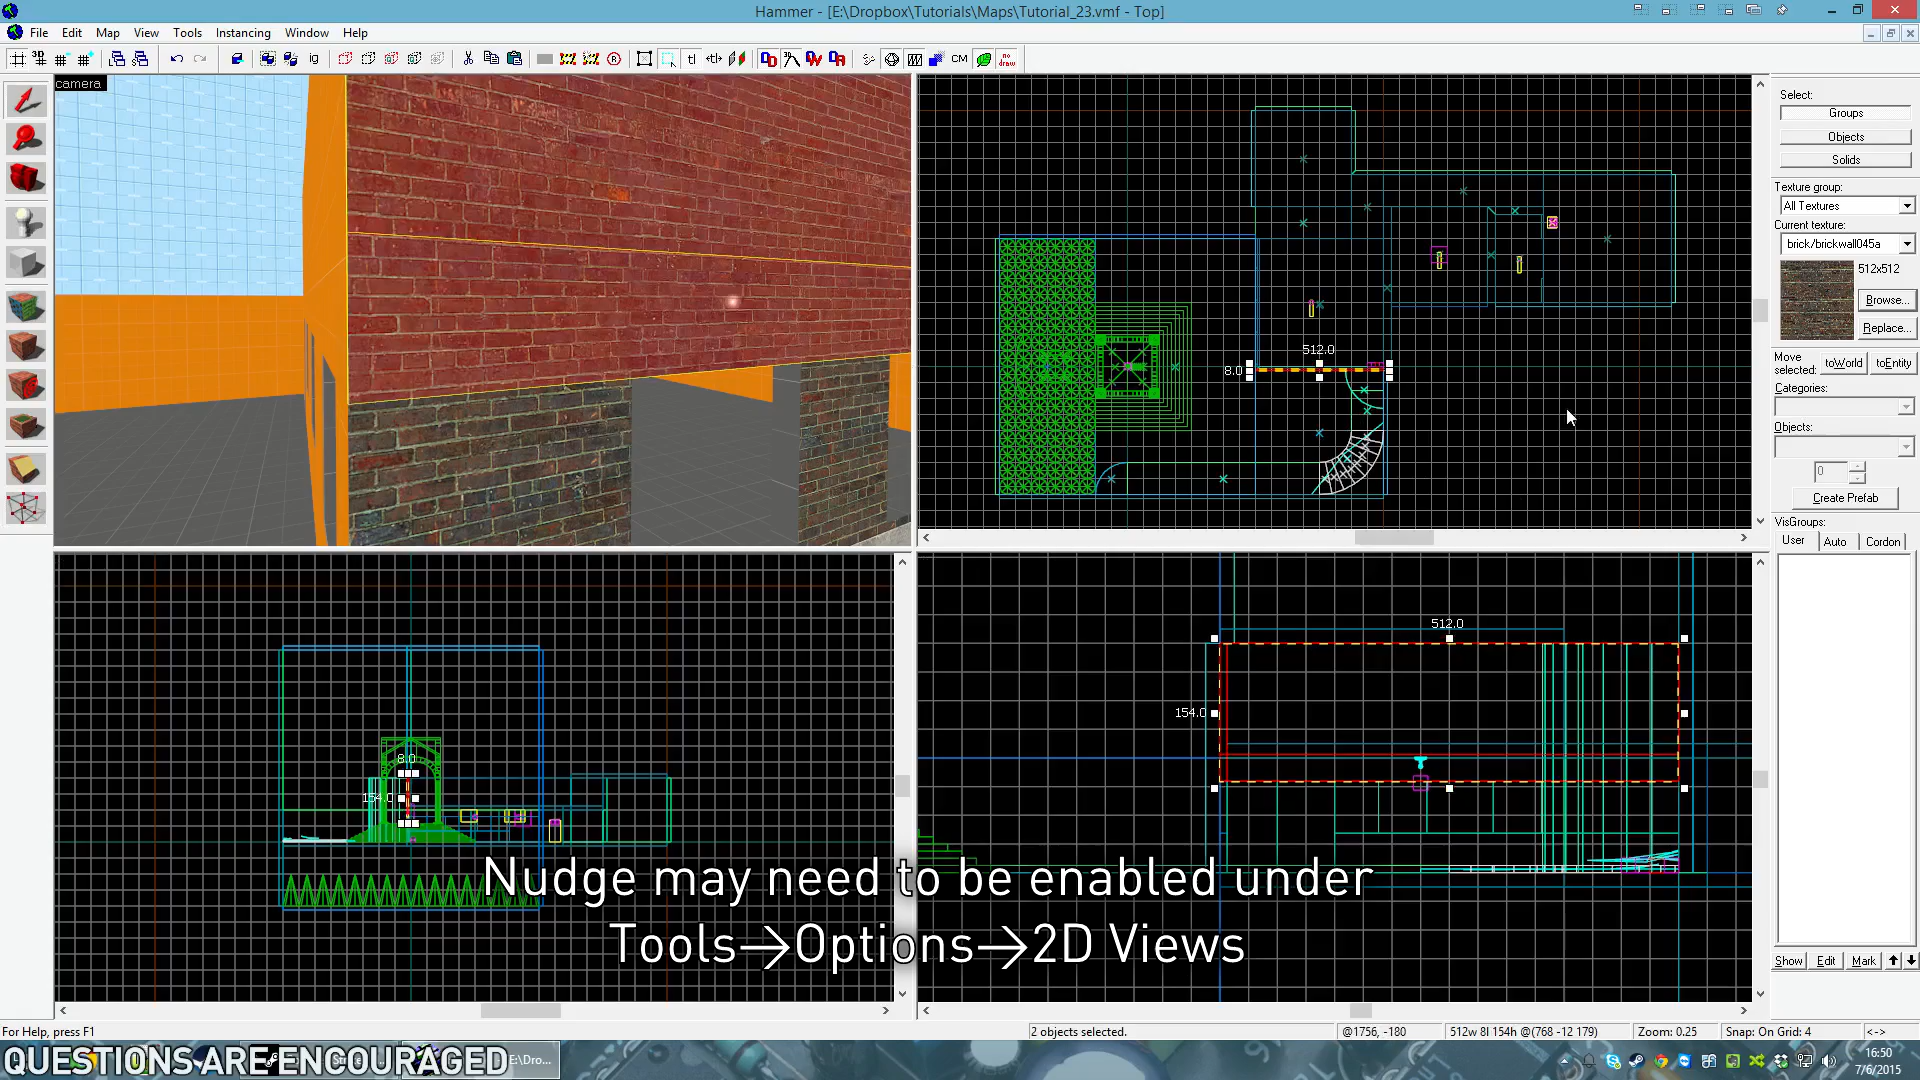 Hammer - [E:\Dropbox\Tutorials\Maps\Tutorial_23.vmf - Top]
File Edit Map View Tools Instancing Window Help
camera
Select:
Groups
Objects
Solids
Texture group:
All Textures
Current texture:
brick/brickwall045a
512x512
Browse...
Replace...
Move selected:
toWorld
toEntity
Categories:
Objects:
0
Create Prefab
VisGroups:
User Auto Cordon
512.0
8.0
512.0
154.0
8.0
154.0
Nudge may need to be enabled under
Tools→Options→2D Views
Show Edit Mark
For Help, press F1
2 objects selected.
@1756, -180
512w 8l 154h @(768 -12 179)
Zoom: 0.25
Snap: On Grid: 4
<->
QUESTIONS ARE ENCOURAGED
E:\Dro...
16:50
7/6/2015